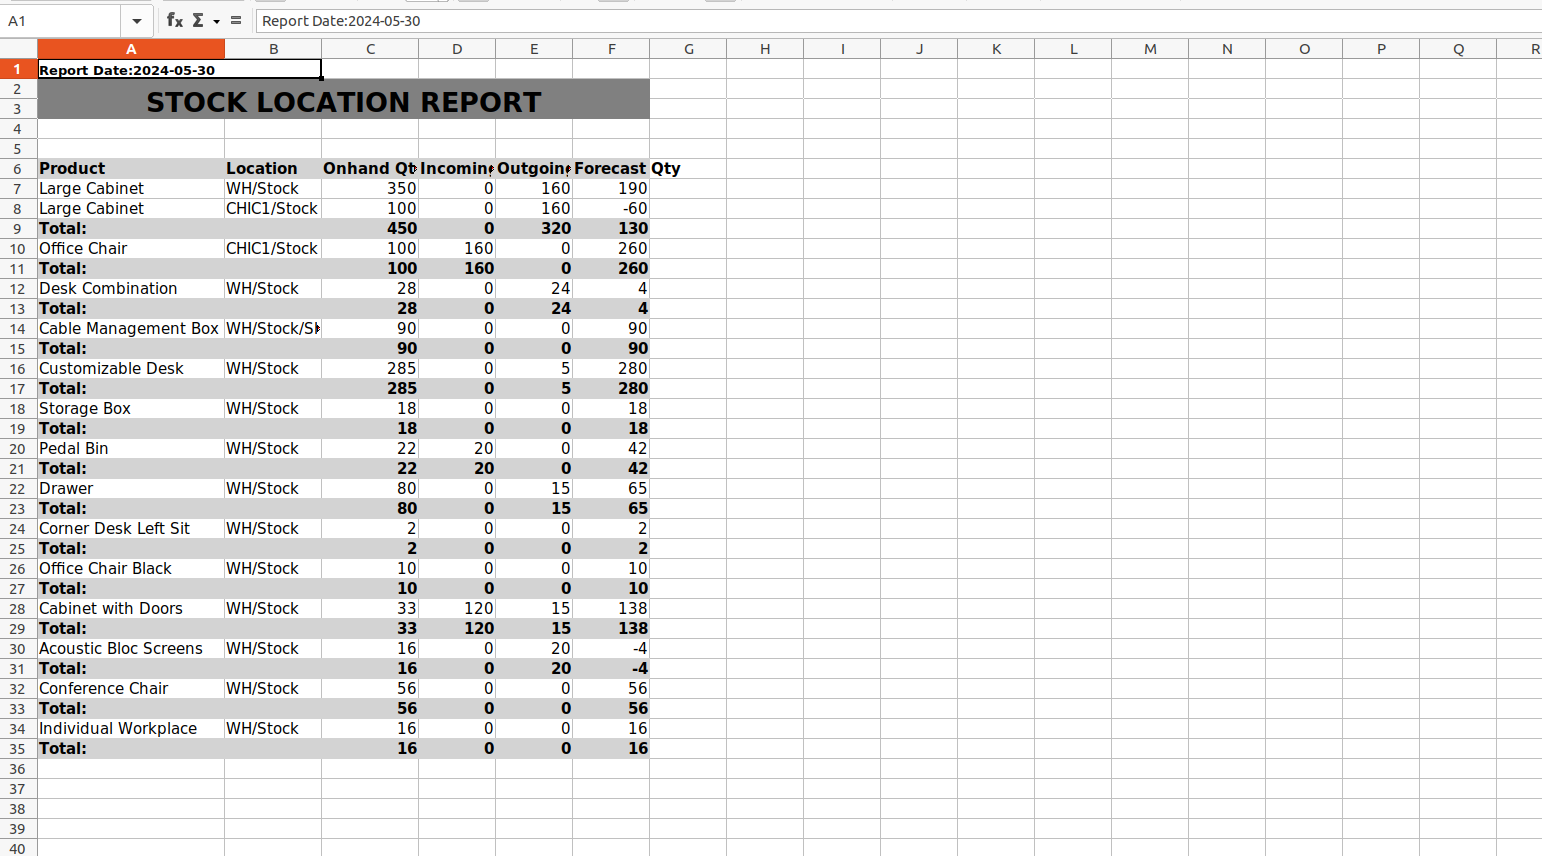 A1 fx Σ = Report Date:2024-05-30
A B C D E F G H I J K L M N O P Q R
1 Report Date:2024-05-30
2
3 STOCK LOCATION REPORT
4
5
6 Product Location Onhand Qt Incoming Outgoing Forecast Qty
7 Large Cabinet WH/Stock 350 0 160 190
8 Large Cabinet CHIC1/Stock 100 0 160 -60
9 Total: 450 0 320 130
10 Office Chair CHIC1/Stock 100 160 0 260
11 Total: 100 160 0 260
12 Desk Combination WH/Stock 28 0 24 4
13 Total: 28 0 24 4
14 Cable Management Box WH/Stock/Sh 90 0 0 90
15 Total: 90 0 0 90
16 Customizable Desk WH/Stock 285 0 5 280
17 Total: 285 0 5 280
18 Storage Box WH/Stock 18 0 0 18
19 Total: 18 0 0 18
20 Pedal Bin WH/Stock 22 20 0 42
21 Total: 22 20 0 42
22 Drawer WH/Stock 80 0 15 65
23 Total: 80 0 15 65
24 Corner Desk Left Sit WH/Stock 2 0 0 2
25 Total: 2 0 0 2
26 Office Chair Black WH/Stock 10 0 0 10
27 Total: 10 0 0 10
28 Cabinet with Doors WH/Stock 33 120 15 138
29 Total: 33 120 15 138
30 Acoustic Bloc Screens WH/Stock 16 0 20 -4
31 Total: 16 0 20 -4
32 Conference Chair WH/Stock 56 0 0 56
33 Total: 56 0 0 56
34 Individual Workplace WH/Stock 16 0 0 16
35 Total: 16 0 0 16
36
37
38
39
40